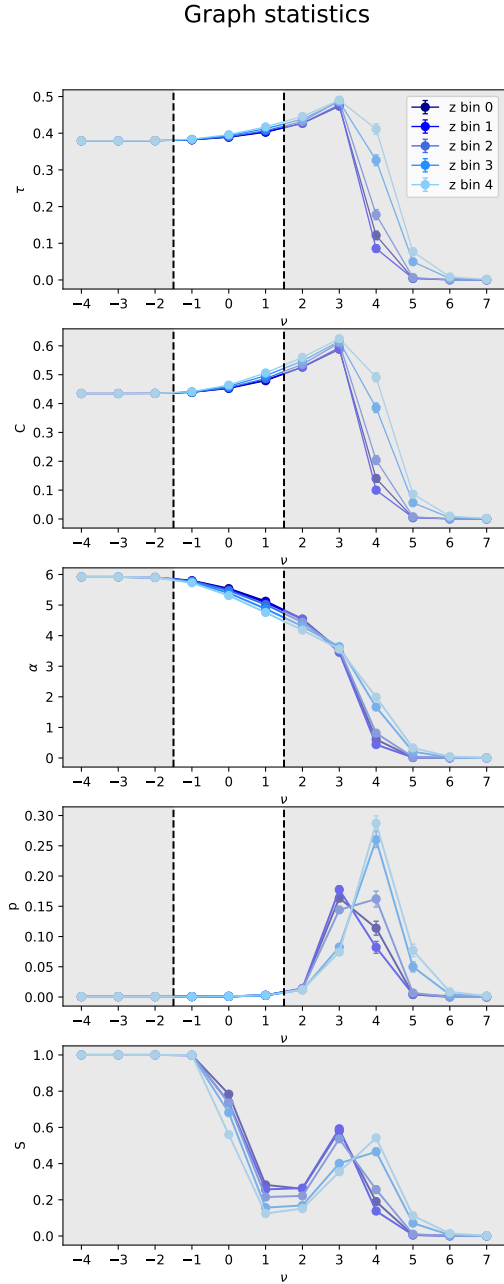 Graph statistics
τ
0.5
0.4
0.3
0.2
0.1
0.0
z bin 0
z bin 1
z bin 2
z bin 3
z bin 4
−4 −3 −2 −1 0 1 2 3 4 5 6 7
ν
C
0.6
0.5
0.4
0.3
0.2
0.1
0.0
−4 −3 −2 −1 0 1 2 3 4 5 6 7
ν
α
6
5
4
3
2
1
0
−4 −3 −2 −1 0 1 2 3 4 5 6 7
ν
p
0.30
0.25
0.20
0.15
0.10
0.05
0.00
−4 −3 −2 −1 0 1 2 3 4 5 6 7
ν
S
1.0
0.8
0.6
0.4
0.2
0.0
−4 −3 −2 −1 0 1 2 3 4 5 6 7
ν